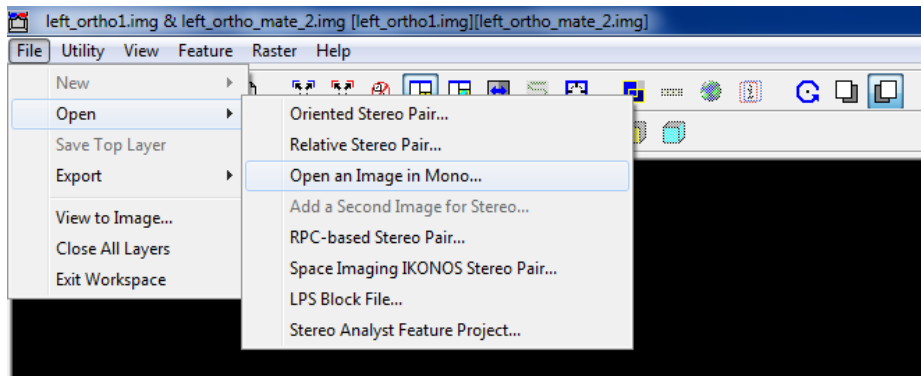 left_ortho1.img & left_ortho_mate_2.img [left_ortho1.img][left_ortho_mate_2.img]
File Utility View Feature Raster Help
New
Open
Save Top Layer
Export
View to Image...
Close All Layers
Exit Workspace
Oriented Stereo Pair...
Relative Stereo Pair...
Open an Image in Mono...
Add a Second Image for Stereo...
RPC-based Stereo Pair...
Space Imaging IKONOS Stereo Pair...
LPS Block File...
Stereo Analyst Feature Project...